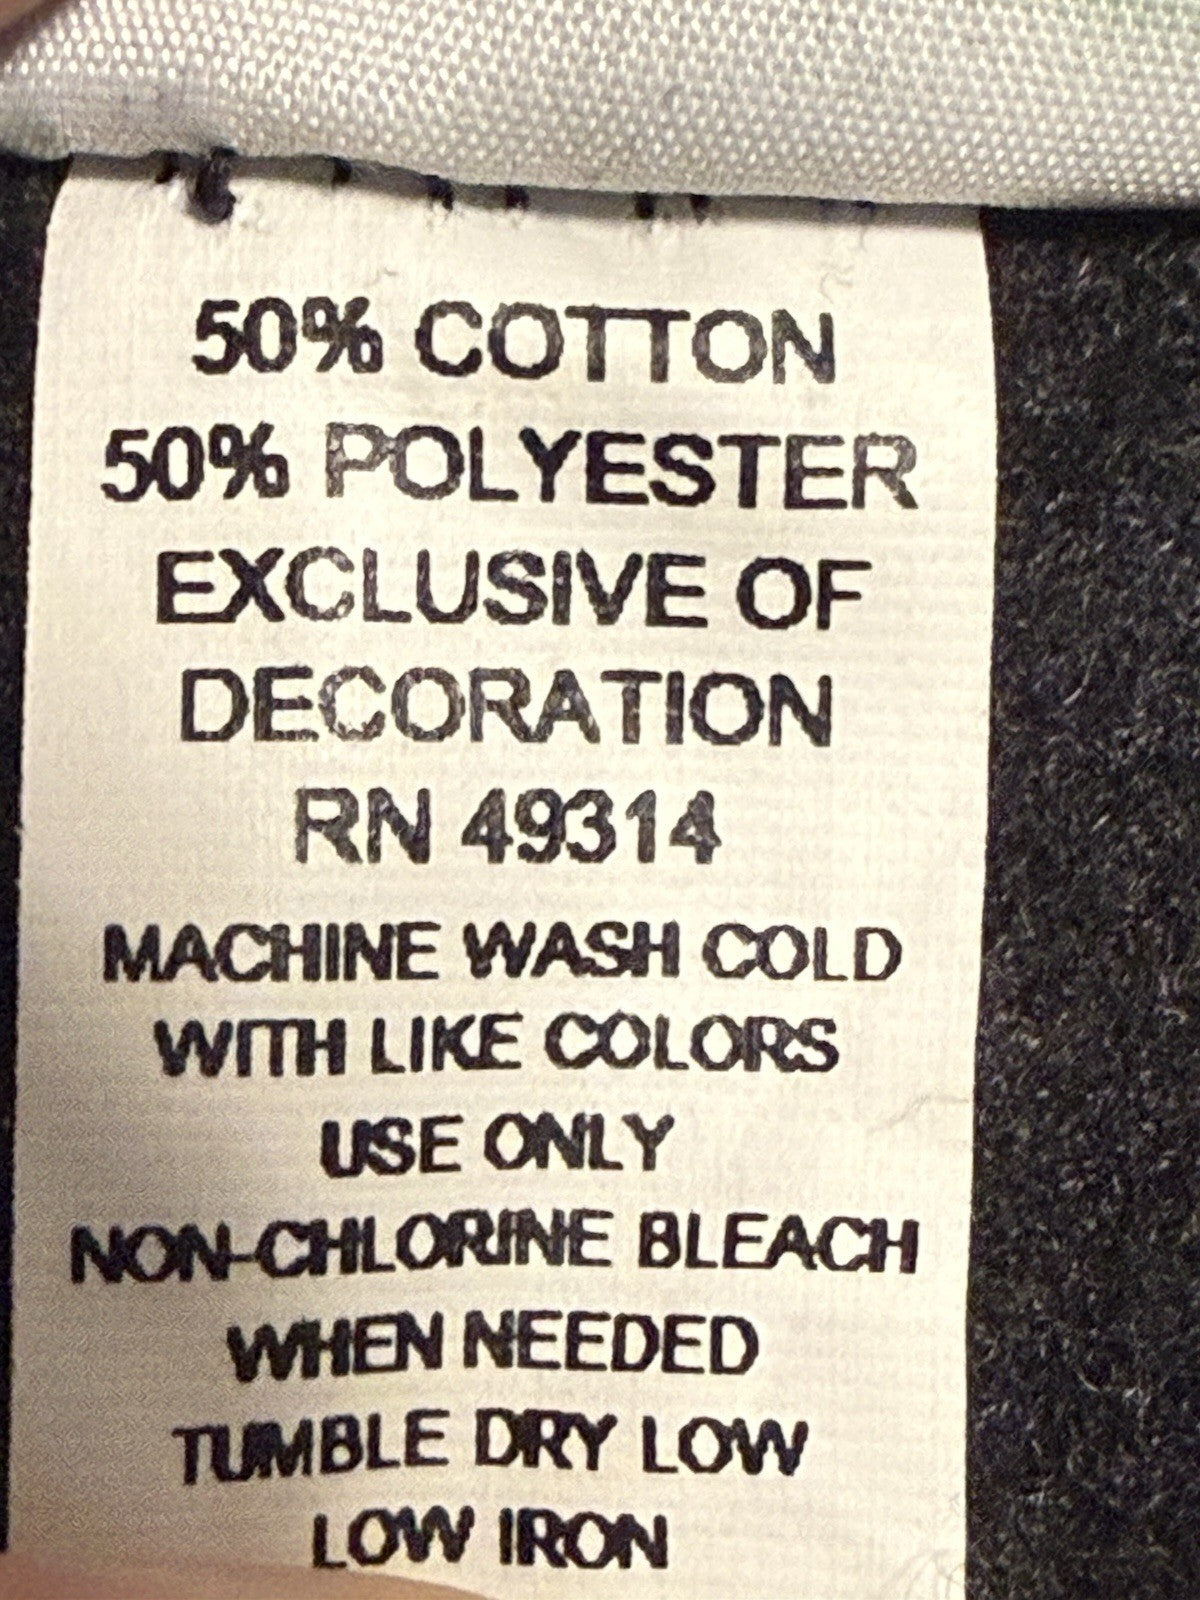 50% COTTON
50% POLYESTER
EXCLUSIVE OF
DECORATION
RN 49314
MACHINE WASH COLD
WITH LIKE COLORS
USE ONLY
NON-CHLORINE BLEACH
WHEN NEEDED
TUMBLE DRY LOW
LOW IRON